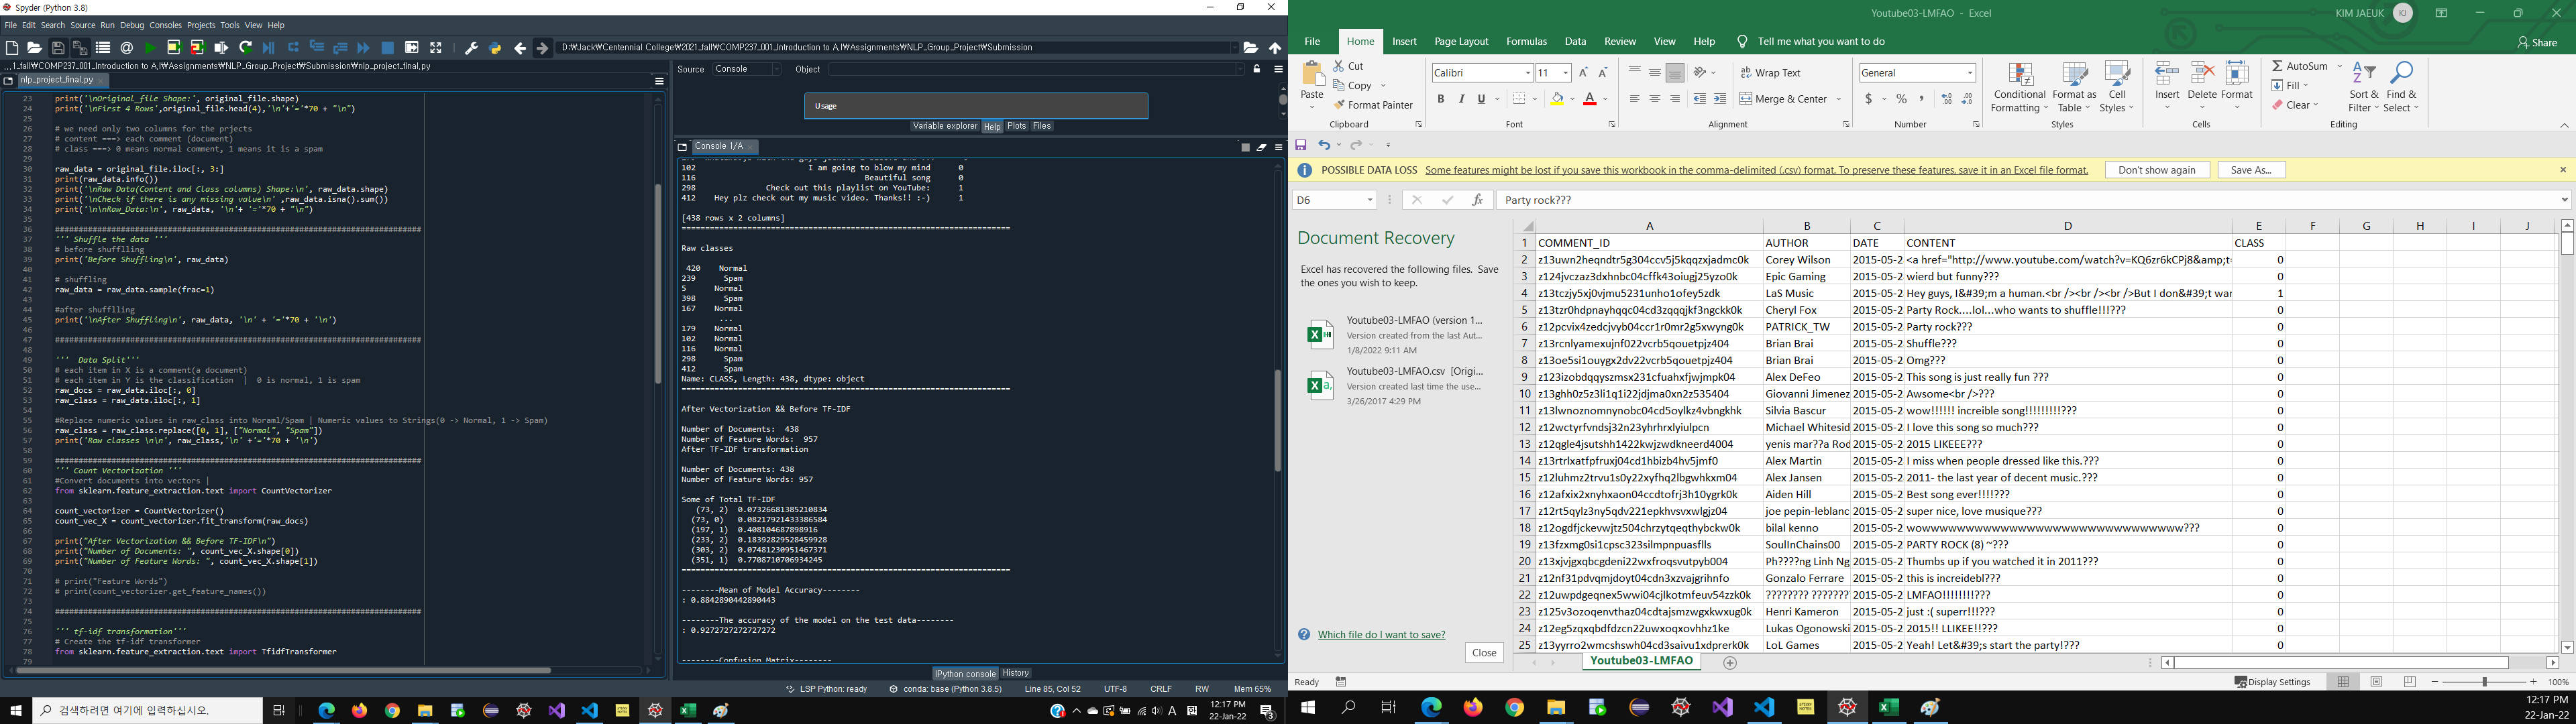 Spyder (Python 3.8)
File Edit Search Source Run Debug Consoles Projects Tools View Help
D:₩Jack₩Centennial College₩2021_fall₩COMP237_001_Introduction to A.I₩Assignments₩NLP_Group_Project₩Submission
...1_fall₩COMP237_001_Introduction to A.I₩Assignments₩NLP_Group_Project₩Submission₩nlp_project_final.py
nlp_project_final.py
23 print('\nOriginal_file Shape:', original_file.shape)
24 print('\nFirst 4 Rows',original_file.head(4),'\n'+'='*70 + "\n")
25
26 # we need only two columns for the prjects
27 # content ===> each comment (document)
28 # class ===> 0 means normal comment, 1 means it is a spam
29
30 raw_data = original_file.iloc[:, 3:]
31 print(raw_data.info())
32 print('\nRaw Data(Content and Class columns) Shape:\n', raw_data.shape)
33 print('\nCheck if there is any missing value\n' ,raw_data.isna().sum())
34 print('\n\nRaw_Data:\n', raw_data, '\n'+ '='*70 + "\n")
35
36 ##############################################################################
37 ''' Shuffle the data '''
38 # before shufflling
39 print('Before Shuffling\n', raw_data)
40
41 # shuffling
42 raw_data = raw_data.sample(frac=1)
43
44 #after shuffling
45 print('\nAfter Shuffling\n', raw_data, '\n' + '='*70 + '\n')
46
47 ##############################################################################
48
49 ''' Data Split'''
50 # each item in X is a comment(a document)
51 # each item in Y is the classification | 0 is normal, 1 is spam
52 raw_docs = raw_data.iloc[:, 0]
53 raw_class = raw_data.iloc[:, 1]
54
55 #Replace numeric values in raw_class into Noraml/Spam | Numeric values to Strings(0 -> Normal, 1 -> Spam)
56 raw_class = raw_class.replace([0, 1], ["Normal", "Spam"])
57 print('Raw classes \n\n', raw_class,'\n' +'='*70 + '\n')
58
59 ##############################################################################
60 ''' Count Vectorization '''
61 #Convert documents into vectors |
62 from sklearn.feature_extraction.text import CountVectorizer
63
64 count_vectorizer = CountVectorizer()
65 count_vec_X = count_vectorizer.fit_transform(raw_docs)
66
67 print("After Vectorization && Before TF-IDF\n")
68 print("Number of Documents: ", count_vec_X.shape[0])
69 print("Number of Feature Words: ", count_vec_X.shape[1])
70
71 # print("Feature Words")
72 # print(count_vectorizer.get_feature_names())
73
74 ##############################################################################
75
76 ''' tf-idf transformation'''
77 # Create the tf-idf transformer
78 from sklearn.feature_extraction.text import TfidfTransformer
79
Source Console Object
Usage
Variable explorer Help Plots Files
Console 1/A
102 I am going to blow my mind 0
116 Beautiful song 0
298 Check out this playlist on YouTube: 1
412 Hey plz check out my music video. Thanks!! :-) 1
[438 rows x 2 columns]
======================================================================
Raw classes
420 Normal
239 Spam
5 Normal
398 Spam
167 Normal
...
179 Normal
102 Normal
116 Normal
298 Spam
412 Spam
Name: CLASS, Length: 438, dtype: object
======================================================================
After Vectorization && Before TF-IDF
Number of Documents: 438
Number of Feature Words: 957
After TF-IDF transformation
Number of Documents: 438
Number of Feature Words: 957
Some of Total TF-IDF
(73, 2) 0.07326681385210834
(73, 0) 0.08217921433386584
(197, 1) 0.408104687898916
(233, 2) 0.18392829528459928
(303, 2) 0.07481230951467371
(351, 1) 0.7708710706934245
======================================================================
--------Mean of Model Accuracy--------
: 0.8842890442890443
--------The accuracy of the model on the test data--------
: 0.9272727272727272
--------Confusion Matrix--------
IPython console History
LSP Python: ready conda: base (Python 3.8.5) Line 85, Col 52 UTF-8 CRLF RW Mem 65%
검색하려면 여기에 입력하십시오.
12:17 PM
22-Jan-22
Youtube03-LMFAO - Excel
KIM JAEUK KJ
File Home Insert Page Layout Formulas Data Review View Help Tell me what you want to do Share
Paste Cut Copy Format Painter Clipboard
Calibri 11 B I U A Font
Wrap Text Merge & Center Alignment
General $ % Number
Conditional Formatting Format as Table Cell Styles Styles
Insert Delete Format Cells
AutoSum Fill Clear Sort & Filter Find & Select Editing
POSSIBLE DATA LOSS Some features might be lost if you save this workbook in the comma-delimited (.csv) format. To preserve these features, save it in an Excel file format. Don't show again Save As...
D6 fx Party rock???
Document Recovery
Excel has recovered the following files. Save
the ones you wish to keep.
Youtube03-LMFAO (version 1...
Version created from the last Aut...
1/8/2022 9:11 AM
Youtube03-LMFAO.csv [Origi...
Version created last time the use...
3/26/2017 4:29 PM
Which file do I want to save?
Close
A B C D E F G H I J
1 COMMENT_ID AUTHOR DATE CONTENT CLASS
2 z13uwn2heqndtr5g304ccv5j5kqqzxjadmc0k Corey Wilson 2015-05-2 <a href="http://www.youtube.com/watch?v=KQ6zr6kCPj8&amp;t= 0
3 z124jvczaz3dxhnbc04cffk43oiugj25yzo0k Epic Gaming 2015-05-2 wierd but funny??? 0
4 z13tczjy5xj0vjmu5231unho1ofey5zdk LaS Music 2015-05-2 Hey guys, I&#39;m a human.<br /><br /><br />But I don&#39;t war 1
5 z13tzr0hdpnayhqqc04cd3zqqqjkf3ngckk0k Cheryl Fox 2015-05-2 Party Rock....lol...who wants to shuffle!!!??? 0
6 z12pcvix4zedcjvyb04ccr1r0mr2g5xwyng0k PATRICK_TW 2015-05-2 Party rock??? 0
7 z13rcnlyamexujnf022vcrb5qouetpjz404 Brian Brai 2015-05-2 Shuffle??? 0
8 z13oe5si1ouygx2dv22vcrb5qouetpjz404 Brian Brai 2015-05-2 Omg??? 0
9 z123izobdqqyszmsx231cfuahxfjwjmpk04 Alex DeFeo 2015-05-2 This song is just really fun ??? 0
10 z13ghh0z5z3li1q1i22jdjma0xn2z535404 Giovanni Jimenez 2015-05-2 Awsome<br />??? 0
11 z13lwnoznomnynobc04cd5oylkz4vbngkhk Silvia Bascur 2015-05-2 wow!!!!!! increible song!!!!!!!!!??? 0
12 z12wctyrfvndsj32n23yhrhrxlyiulpcn Michael Whitesid 2015-05-2 I love this song so much??? 0
13 z12qgle4jsutshh1422kwjzwdkneerd4004 yenis mar??a Rod 2015-05-2 2015 LIKEEE??? 0
14 z13rtrlxatfpfruxj04cd1hbizb4hv5jmf0 Alex Martin 2015-05-2 I miss when people dressed like this.??? 0
15 z12luhmz2trvu1s0y22xyfhq2lbgwhkxm04 Alex Jansen 2015-05-2 2011- the last year of decent music.??? 0
16 z12afxix2xnyhxaon04ccdtofrj3h10ygrk0k Aiden Hill 2015-05-2 Best song ever!!!!??? 0
17 z12rt5qylz3ny5qdv221epkhvsvxwlgjz04 joe pepin-leblanc 2015-05-2 super nice, love musique??? 0
18 z12ogdfjckevwjtz504chrzytqeqthybckw0k bilal kenno 2015-05-2 wowwwwwwwwwwwwwwwwwwwwwwwwwwwwww??? 0
19 z13fzxmg0si1cpsc323silmpnpuasflls SoulInChains00 2015-05-2 PARTY ROCK (8) ~??? 0
20 z13xjvjgxqbcgdeni22wxfroqsvutpyb004 Ph????ng Linh Ng 2015-05-2 Thumbs up if you watched it in 2011??? 0
21 z12nf31pdvqmjdoyt04cdn3xzvajgrihnfo Gonzalo Ferrare 2015-05-2 this is increidebl??? 0
22 z12uwpdgeqnex5wwi04cjlkotmfeuv54zzk0k ???????? ???????? 2015-05-2 LMFAO!!!!!!!!??? 0
23 z125v3ozoqenvthaz04cdtajsmzwgxkwxug0k Henri Kameron 2015-05-2 just :( superr!!!??? 0
24 z12eg5zqxqbdfdzcn22uwxoqxovhhz1ke Lukas Ogonowski 2015-05-2 2015!! LLIKEE!!??? 0
25 z13yyrro2wmcshswh04cd3saivu1xdprerk0k LoL Games 2015-05-2 Yeah! Let&#39;s start the party!??? 0
Youtube03-LMFAO
Ready Display Settings 100%
12:17 PM
22-Jan-22